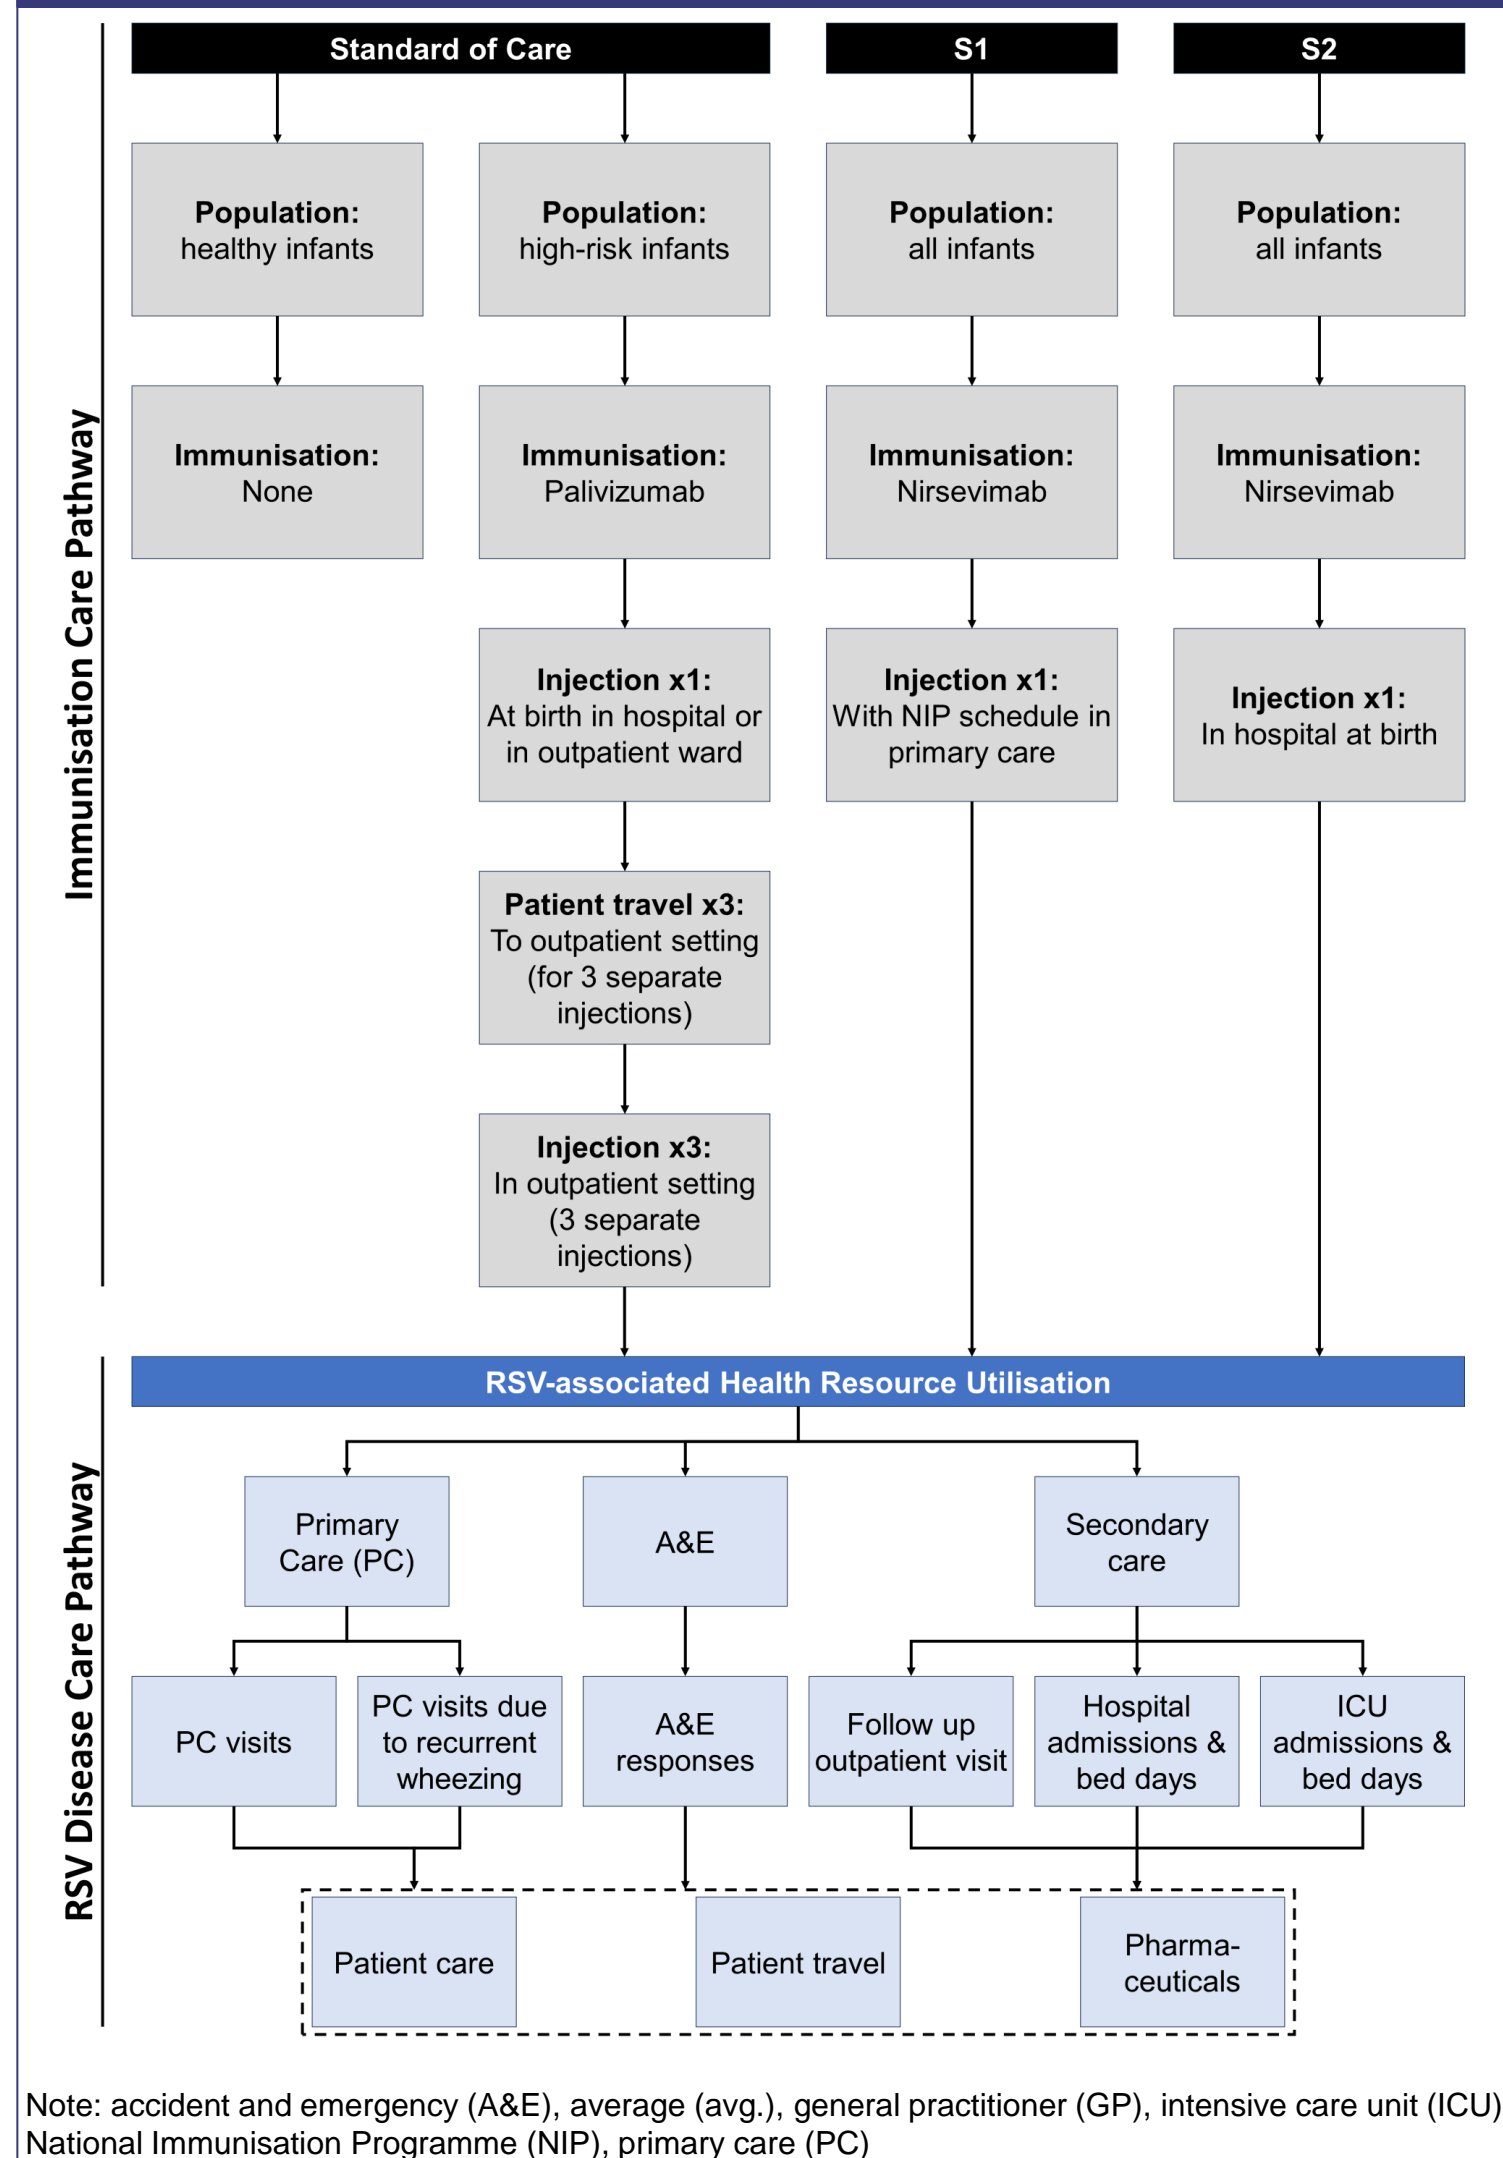 Standard of Care
S1
S2
Immunisation Care Pathway
Population:
healthy infants
Population:
high-risk infants
Population:
all infants
Population:
all infants
Immunisation:
None
Immunisation:
Palivizumab
Immunisation:
Nirsevimab
Immunisation:
Nirsevimab
Injection x1:
At birth in hospital or
in outpatient ward
Injection x1:
With NIP schedule in
primary care
Injection x1:
In hospital at birth
Patient travel x3:
To outpatient setting
(for 3 separate
injections)
Injection x3:
In outpatient setting
(3 separate
injections)
RSV Disease Care Pathway
RSV-associated Health Resource Utilisation
Primary
Care (PC)
A&E
Secondary
care
PC visits
PC visits due
to recurrent
wheezing
A&E
responses
Follow up
outpatient visit
Hospital
admissions &
bed days
ICU
admissions &
bed days
Patient care
Patient travel
Pharma-
ceuticals
Note: accident and emergency (A&E), average (avg.), general practitioner (GP), intensive care unit (ICU)
National Immunisation Programme (NIP), primary care (PC)